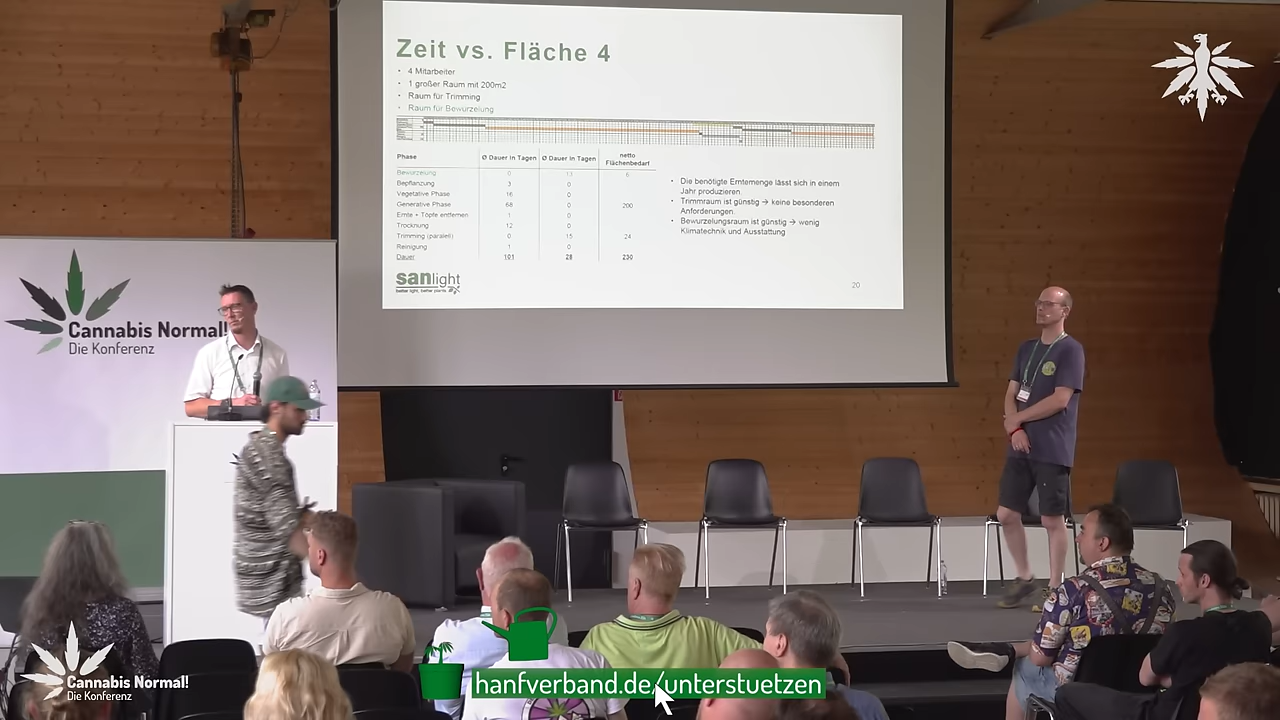 Zeit vs. Fläche 4
• 4 Mitarbeiter
• 1 großer Raum mit 200m2
• Raum für Trimming
• Raum für Bewurzelung
Phase Ø Dauer in Tagen Ø Dauer in Tagen netto Flächenbedarf
Bewurzelung 0 13 6
Bepflanzung 3 0
Vegetative Phase 16 0
Generative Phase 68 0 200
Ernte + Töpfe entfernen 1 0
Trocknung 12 0
Trimming (paralell) 0 15 24
Reinigung 1 0
Dauer 101 28 230
• Die benötigte Erntemenge lässt sich in einem
Jahr produzieren.
• Trimmraum ist günstig → keine besonderen
Anforderungen.
• Bewurzelungsraum ist günstig → wenig
Klimatechnik und Ausstattung
sanlight
better light, better plants
20
Cannabis Normal!
Die Konferenz
Cannabis Normal!
Die Konferenz
hanfverband.de/unterstuetzen